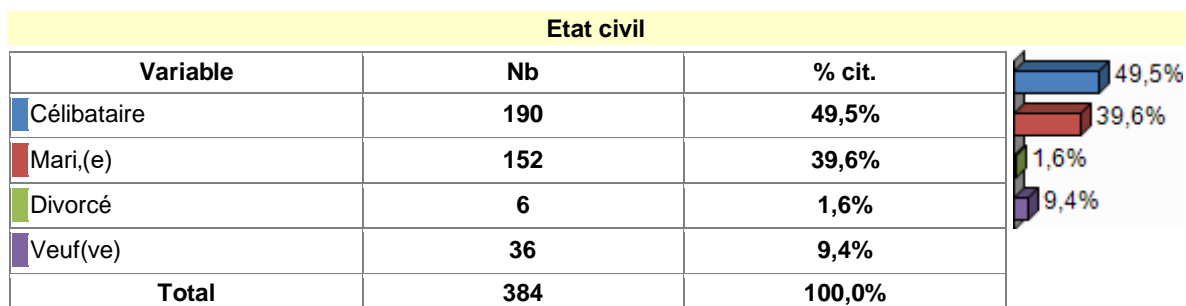 Etat civil
Variable Nb % cit.
Célibataire 190 49,5%
Mari,(e) 152 39,6%
Divorcé 6 1,6%
Veuf(ve) 36 9,4%
Total 384 100,0%
49,5%
39,6%
1,6%
9,4%